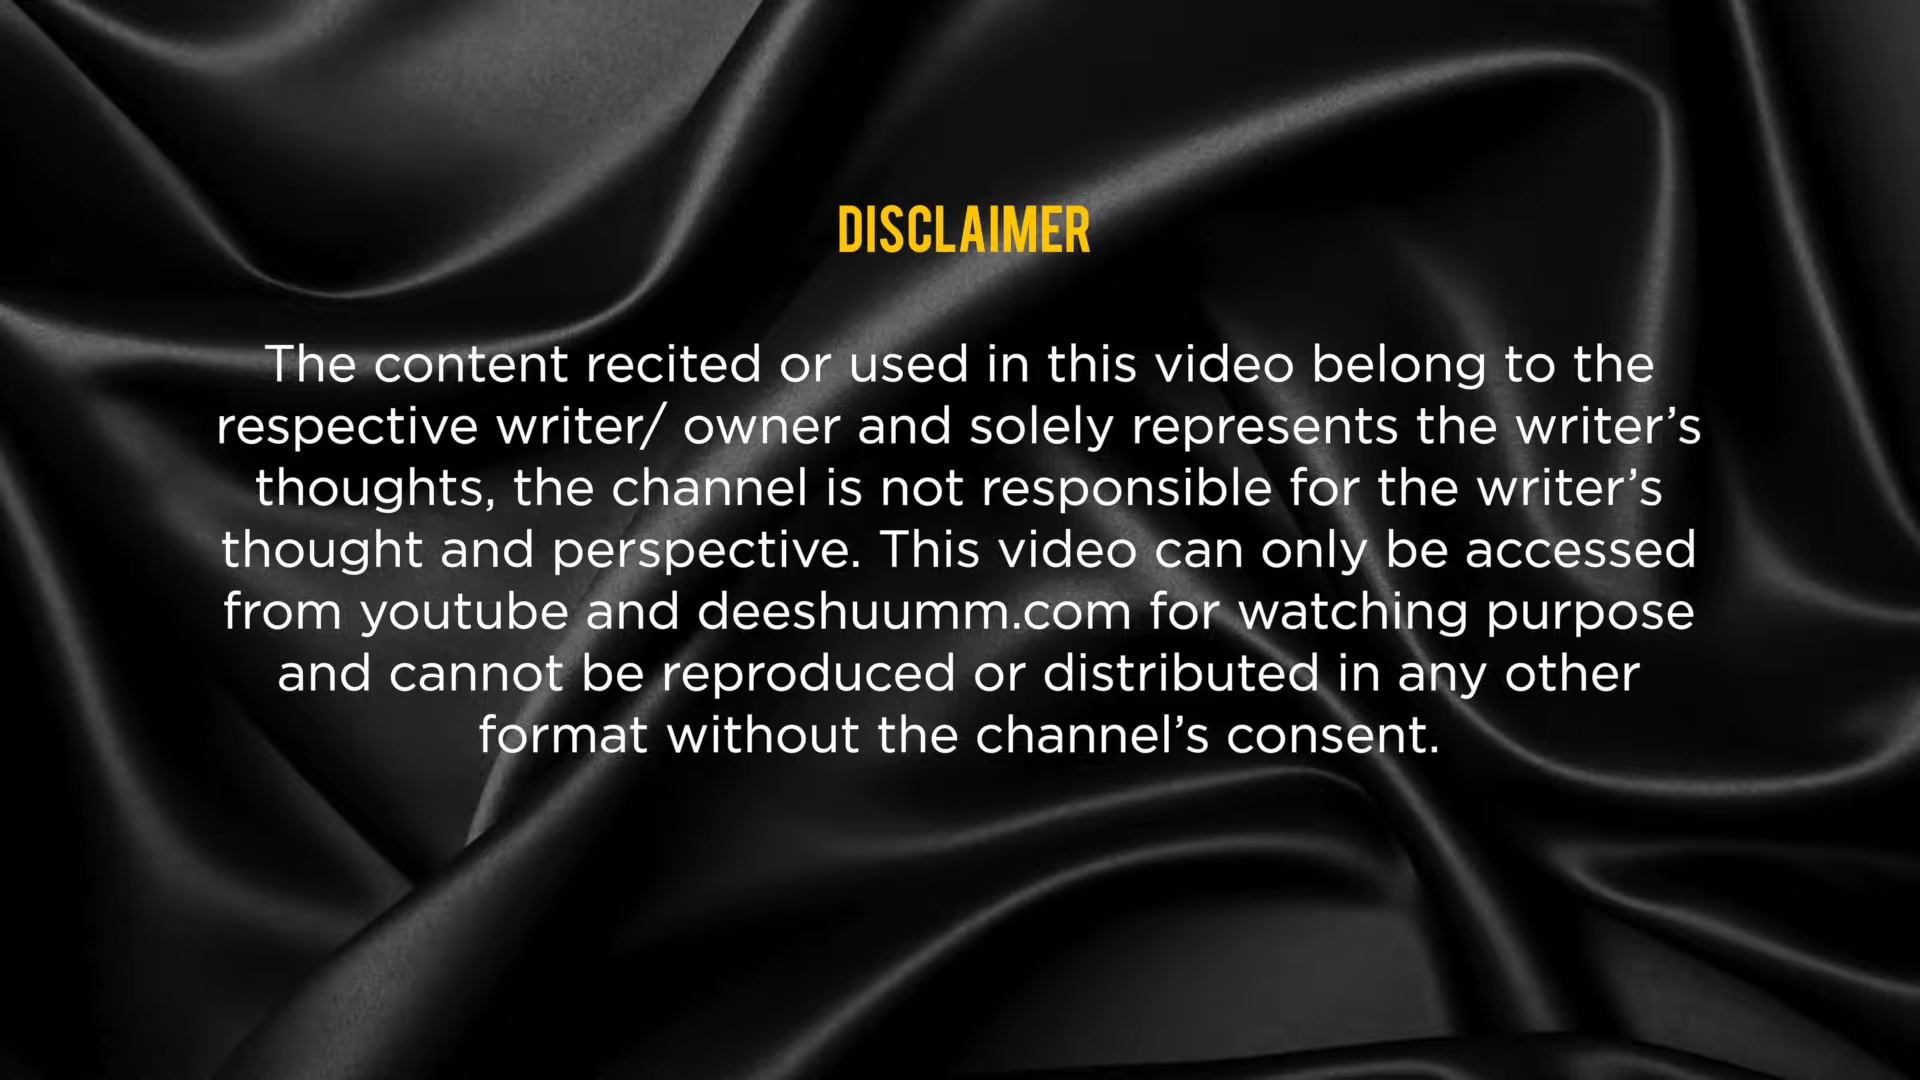 DISCLAIMER
The content recited or used in this video belong to the
respective writer/ owner and solely represents the writer’s
thoughts, the channel is not responsible for the writer’s
thought and perspective. This video can only be accessed
from youtube and deeshuumm.com for watching purpose
and cannot be reproduced or distributed in any other
format without the channel’s consent.